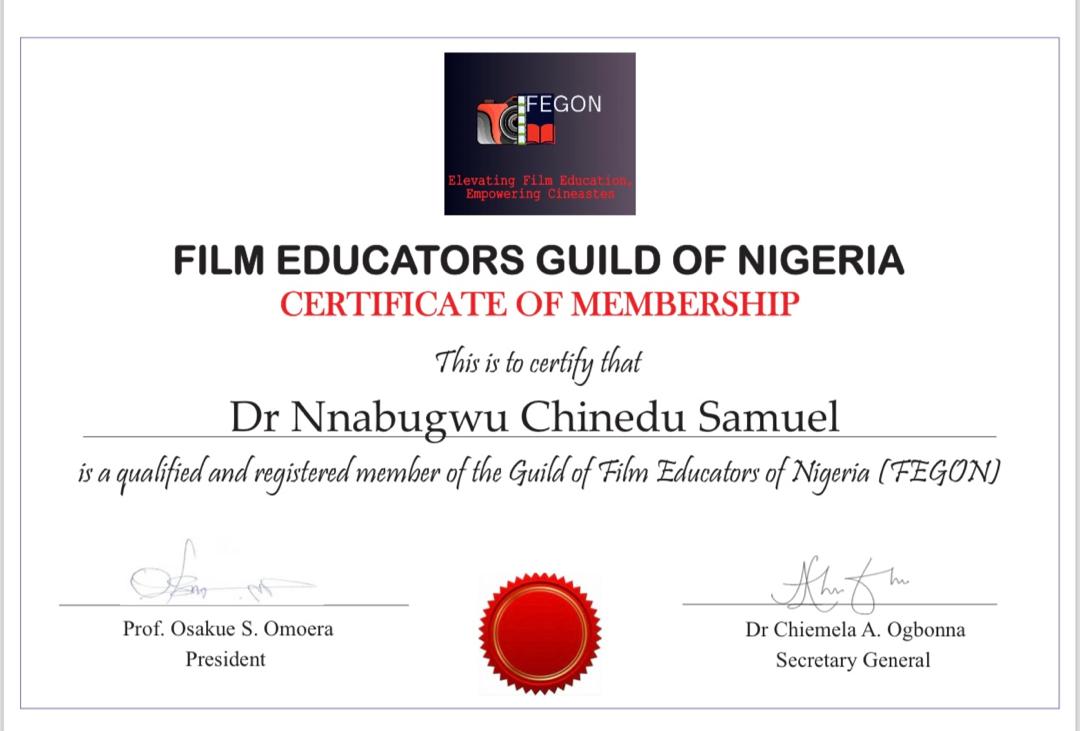 FEGON
Elevating Film Education,
Empowering Cineastes
FILM EDUCATORS GUILD OF NIGERIA
CERTIFICATE OF MEMBERSHIP
This is to certify that
Dr Nnabugwu Chinedu Samuel
is a qualified and registered member of the Guild of Film Educators of Nigeria (FEGON)
Prof. Osakue S. Omoera
President
Dr Chiemela A. Ogbonna
Secretary General